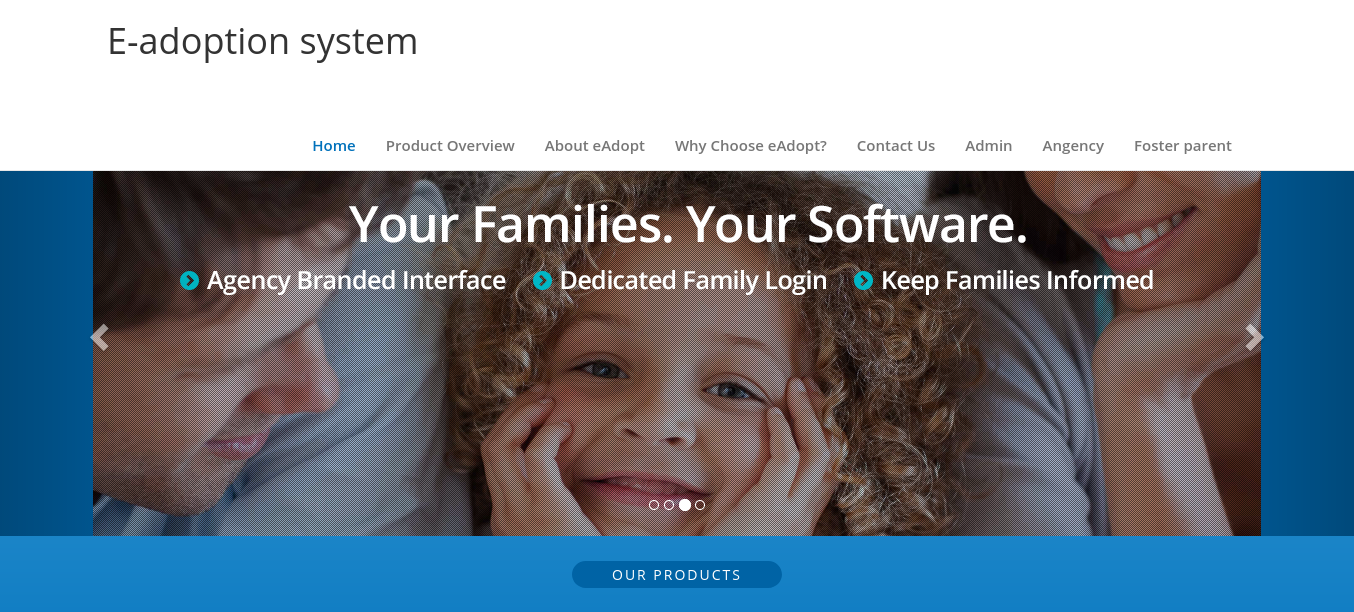 E-adoption system
Home Product Overview About eAdopt Why Choose eAdopt? Contact Us Admin Angency Foster parent
Your Families. Your Software.
Agency Branded Interface Dedicated Family Login Keep Families Informed
OUR PRODUCTS